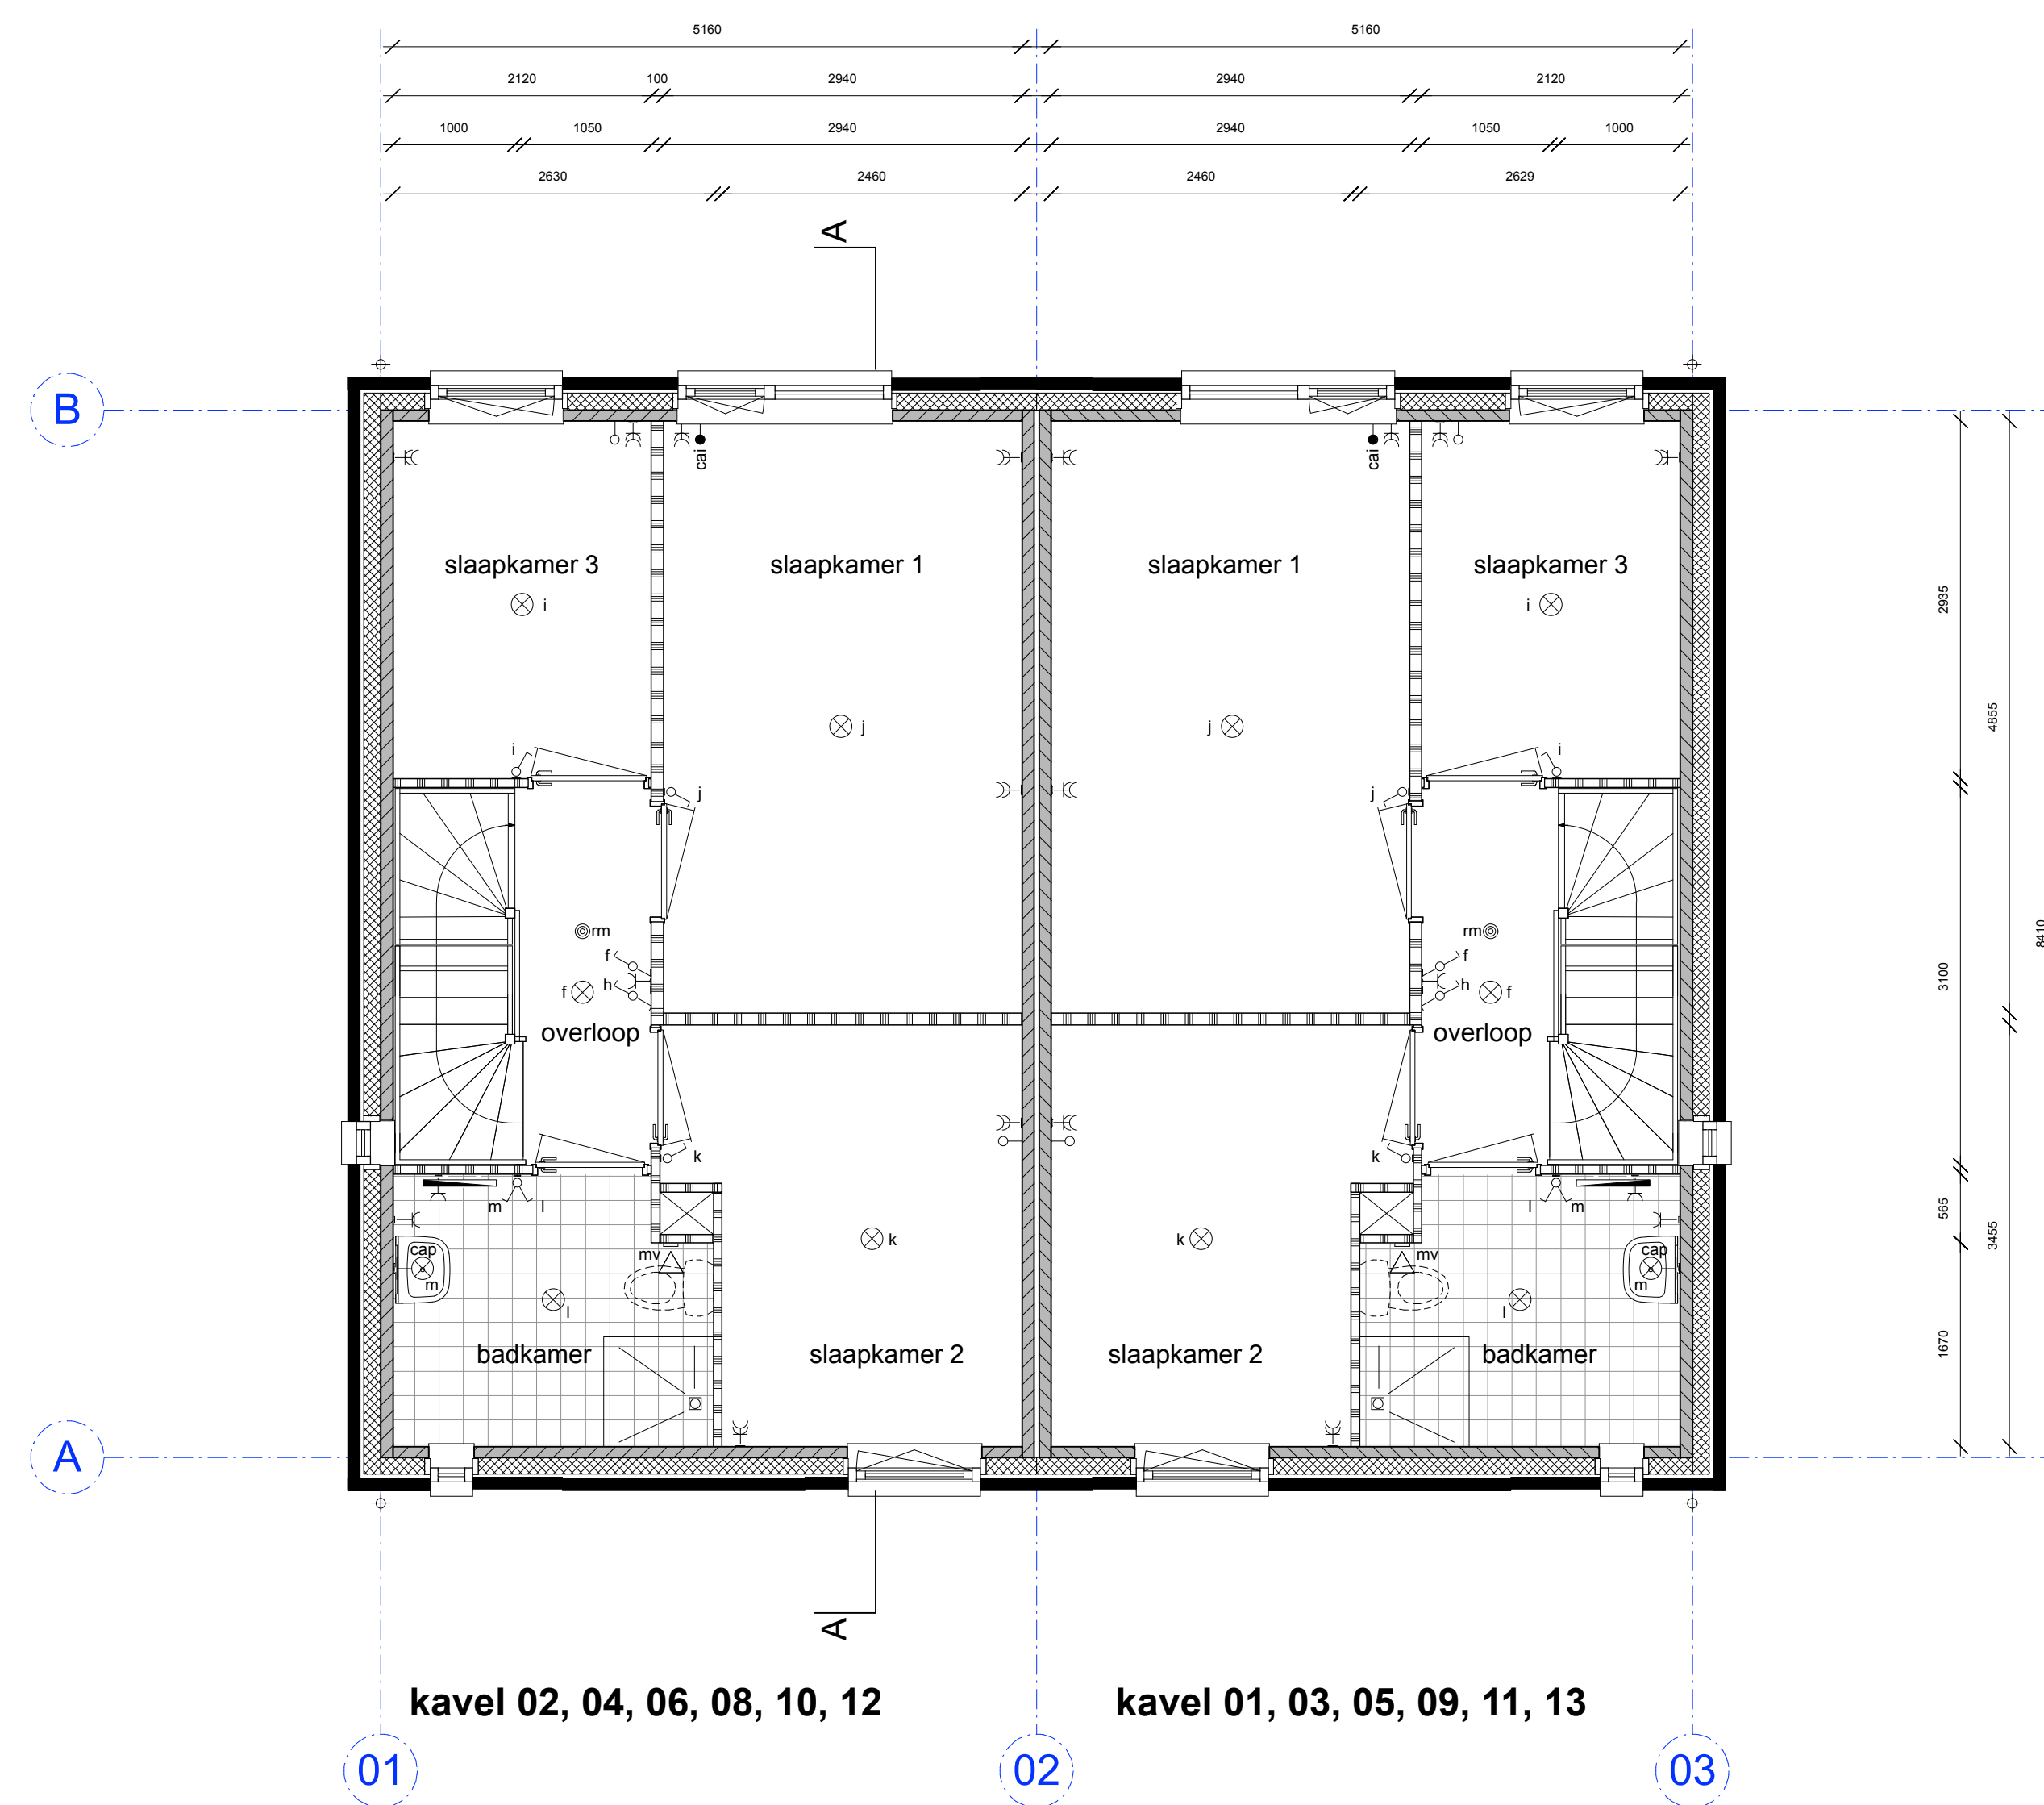 5160 5160
2120 100 2940 2940 2120
1000 1050 2940 2940 1050 1000
2630 2460 2460 2629
A
B
cai cai
slaapkamer 3 slaapkamer 1 slaapkamer 1 slaapkamer 3
i i
2935
4855
j j
i i
j j
rm rm
f f
h h
f f
8410
3100
overloop overloop
k k
m l l m
565
3455
k k
cap mv mv cap
m m
l l
1670
badkamer slaapkamer 2 slaapkamer 2 badkamer
A
A
kavel 02, 04, 06, 08, 10, 12 kavel 01, 03, 05, 09, 11, 13
01 02 03